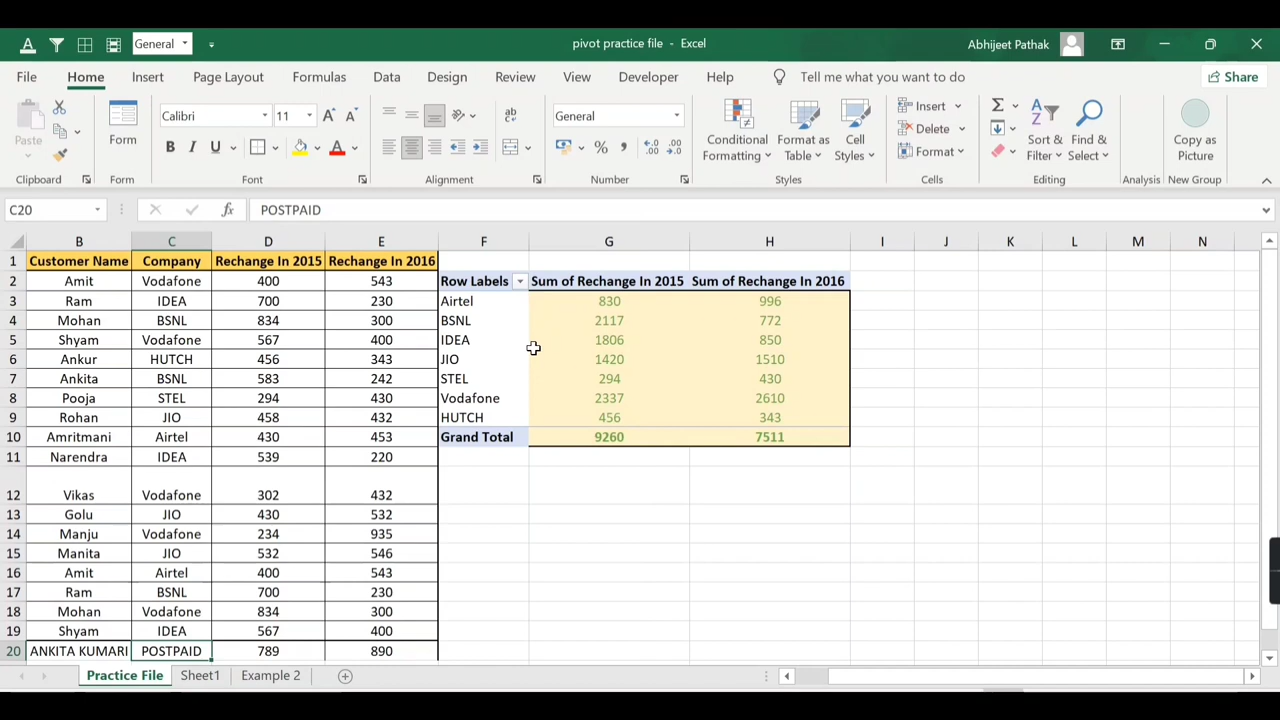 General
pivot practice file - Excel
Abhijeet Pathak
File Home Insert Page Layout Formulas Data Design Review View Developer Help Tell me what you want to do Share
Paste
Form
Calibri 11
General
Conditional Formatting
Format as Table
Cell Styles
Insert
Delete
Format
Sort & Filter
Find & Select
Copy as Picture
Clipboard Form Font Alignment Number Styles Cells Editing Analysis New Group
C20 fx POSTPAID
B C D E F G H I J K L M N
1 Customer Name Company Rechange In 2015 Rechange In 2016
2 Amit Vodafone 400 543 Row Labels Sum of Rechange In 2015 Sum of Rechange In 2016
3 Ram IDEA 700 230 Airtel 830 996
4 Mohan BSNL 834 300 BSNL 2117 772
5 Shyam Vodafone 567 400 IDEA 1806 850
6 Ankur HUTCH 456 343 JIO 1420 1510
7 Ankita BSNL 583 242 STEL 294 430
8 Pooja STEL 294 430 Vodafone 2337 2610
9 Rohan JIO 458 432 HUTCH 456 343
10 Amritmani Airtel 430 453 Grand Total 9260 7511
11 Narendra IDEA 539 220
12 Vikas Vodafone 302 432
13 Golu JIO 430 532
14 Manju Vodafone 234 935
15 Manita JIO 532 546
16 Amit Airtel 400 543
17 Ram BSNL 700 230
18 Mohan Vodafone 834 300
19 Shyam IDEA 567 400
20 ANKITA KUMARI POSTPAID 789 890
Practice File Sheet1 Example 2